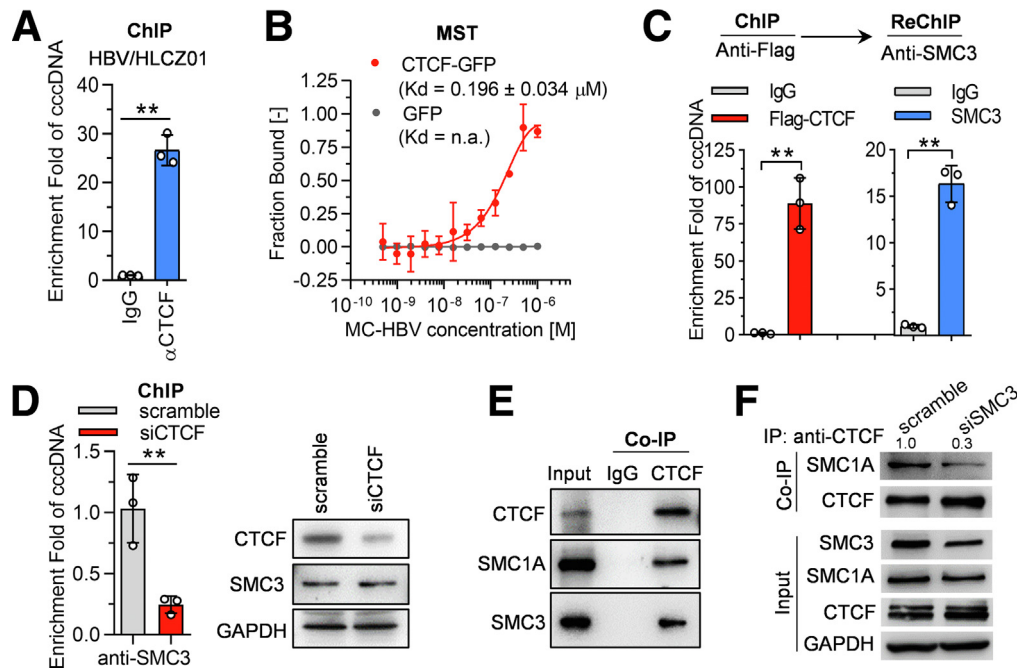 A
ChIP
HBV/HLCZ01
Enrichment Fold of cccDNA
40
30
20
10
0
**
IgG
αCTCF
B
MST
CTCF-GFP
(Kd = 0.196 ± 0.034 μM)
GFP
(Kd = n.a.)
Fraction Bound [-]
1.25
1.00
0.75
0.50
0.25
0.00
-0.25
10-10 10-9 10-8 10-7 10-6
MC-HBV concentration [M]
C
ChIP
Anti-Flag
ReChIP
Anti-SMC3
IgG
Flag-CTCF
IgG
SMC3
Enrichment Fold of cccDNA
125
100
75
50
25
0
**
20
15
10
5
0
**
D
ChIP
scramble
siCTCF
Enrichment Fold of cccDNA
1.5
1.0
0.5
0.0
**
anti-SMC3
scramble
siCTCF
CTCF
SMC3
GAPDH
E
Co-IP
Input IgG CTCF
CTCF
SMC1A
SMC3
F
scramble
siSMC3
IP: anti-CTCF
1.0 0.3
Co-IP
SMC1A
CTCF
Input
SMC3
SMC1A
CTCF
GAPDH